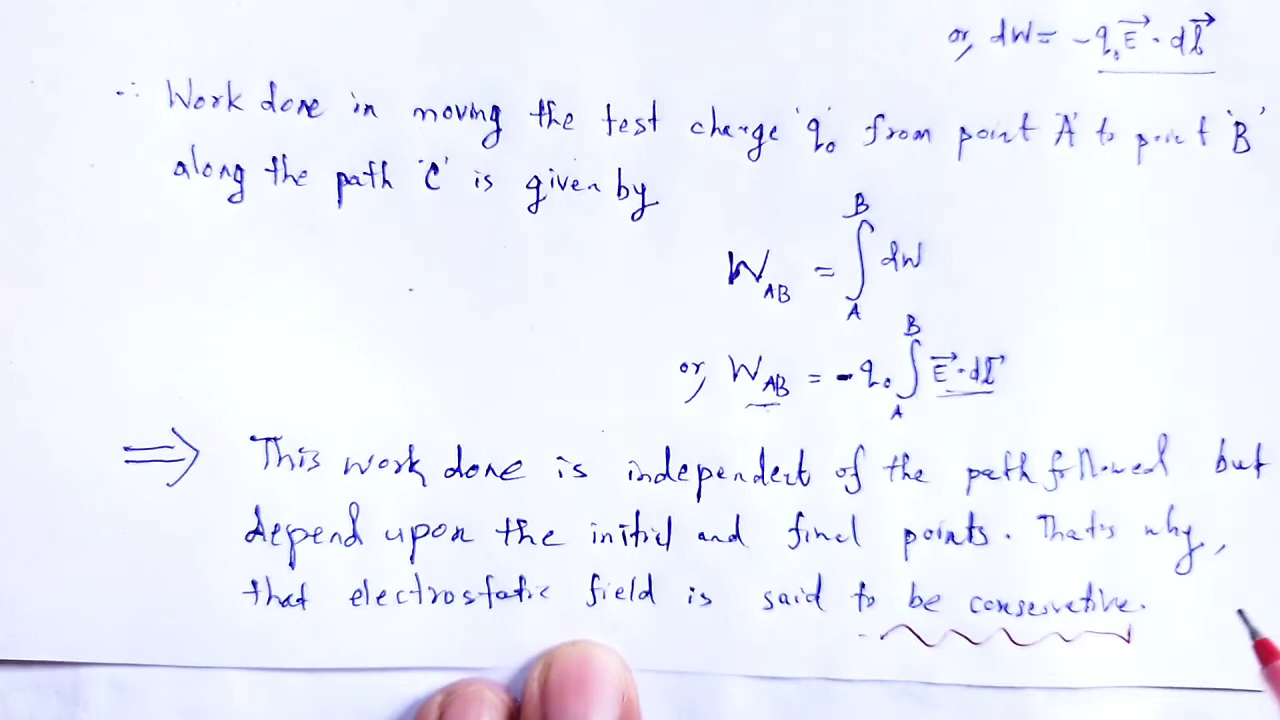 or, dW = -q₀E⃗ · dl⃗
∴ Work done in moving the test charge 'q₀' from point 'A' to point 'B'
along the path 'C' is given by
W_AB = ∫_A^B dW
or, W_AB = -q₀ ∫_A^B E⃗ · dl⃗
⇒ This work done is independent of the path followed but
depend upon the initial and final points. That's why,
that electrostatic field is said to be conservative.